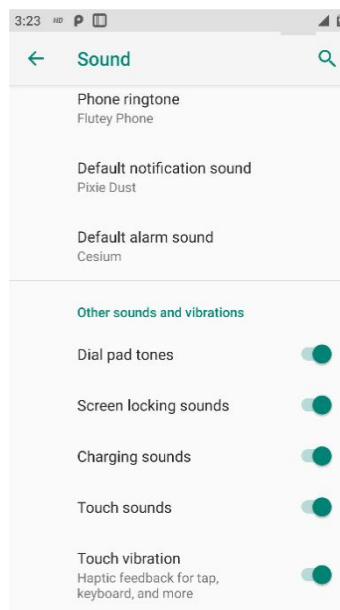 3:23 HD P
Sound
Phone ringtone
Flutey Phone
Default notification sound
Pixie Dust
Default alarm sound
Cesium
Other sounds and vibrations
Dial pad tones
Screen locking sounds
Charging sounds
Touch sounds
Touch vibration
Haptic feedback for tap,
keyboard, and more